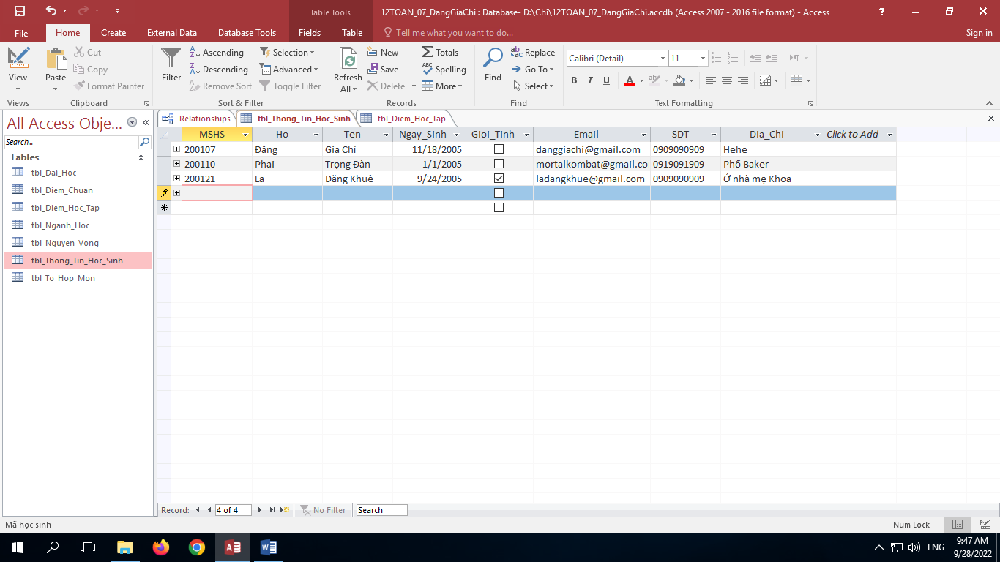 Table Tools
12TOAN_07_DangGiaChi : Database- D:\Chi\12TOAN_07_DangGiaChi.accdb (Access 2007 - 2016 file format) - Access
?
File Home Create External Data Database Tools Fields Table Tell me what you want to do... Sign in
View
Views
Paste
Cut
Copy
Format Painter
Clipboard
Filter
Ascending
Descending
Remove Sort
Selection
Advanced
Toggle Filter
Sort & Filter
Refresh
All
New
Save
Delete
Totals
Spelling
More
Records
Find
Replace
Go To
Select
Find
Calibri (Detail) 11
B I U A
Text Formatting
All Access Obje...
Search...
Tables
tbl_Dai_Hoc
tbl_Diem_Chuan
tbl_Diem_Hoc_Tap
tbl_Nganh_Hoc
tbl_Nguyen_Vong
tbl_Thong_Tin_Hoc_Sinh
tbl_To_Hop_Mon
Relationships tbl_Thong_Tin_Hoc_Sinh tbl_Diem_Hoc_Tap
MSHS Ho Ten Ngay_Sinh Gioi_Tinh Email SDT Dia_Chi Click to Add
200107 Đặng Gia Chí 11/18/2005 danggiachi@gmail.com 0909090909 Hehe
200110 Phai Trọng Đàn 1/1/2005 mortalkombat@gmail.co 0919091909 Phố Baker
200121 La Đăng Khuê 9/24/2005 ladangkhue@gmail.com 0909090909 Ở nhà mẹ Khoa
Record: 4 of 4 No Filter Search
Mã học sinh
Num Lock
ENG
9:47 AM
9/28/2022